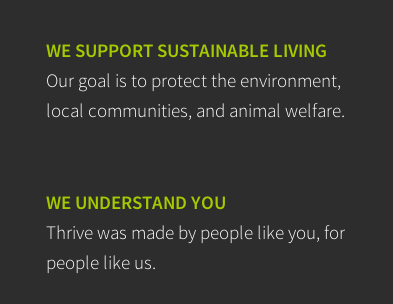 WE SUPPORT SUSTAINABLE LIVING
Our goal is to protect the environment,
local communities, and animal welfare.
WE UNDERSTAND YOU
Thrive was made by people like you, for
people like us.